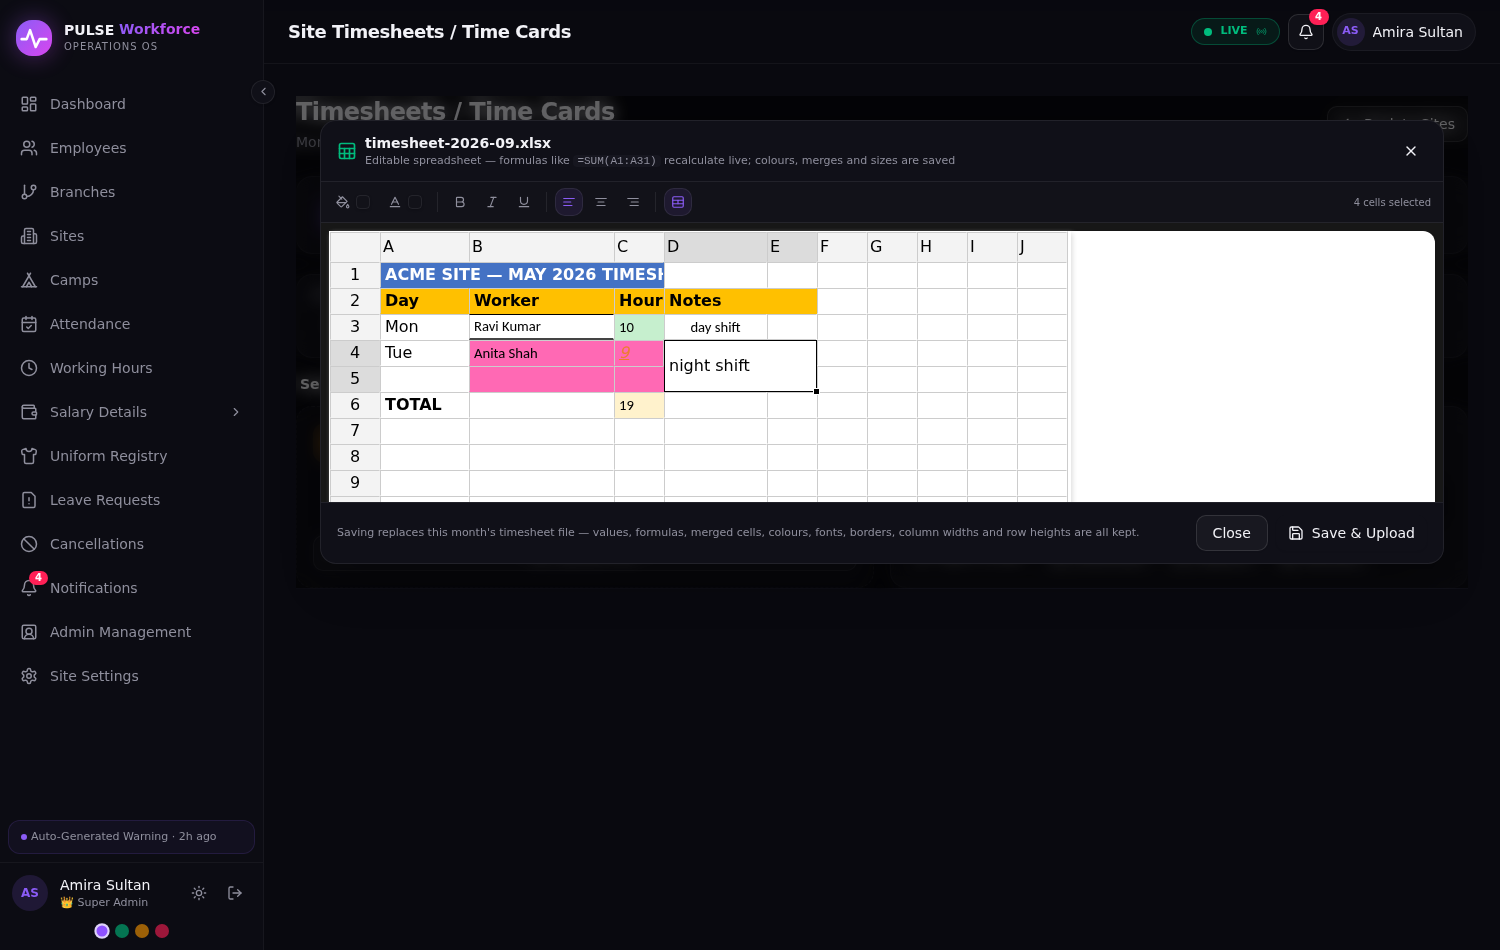 PULSE Workforce
OPERATIONS OS
Dashboard
Employees
Branches
Sites
Camps
Attendance
Working Hours
Salary Details
Uniform Registry
Leave Requests
Cancellations
4
Notifications
Admin Management
Site Settings
Auto-Generated Warning · 2h ago
AS
Amira Sultan
👑 Super Admin
Site Timesheets / Time Cards
LIVE
4
AS
Amira Sultan
Timesheets / Time Cards
timesheet-2026-09.xlsx
Editable spreadsheet — formulas like =SUM(A1:A31) recalculate live; colours, merges and sizes are saved
4 cells selected
A B C D E F G H I J
1 ACME SITE — MAY 2026 TIMESH
2 Day Worker Hour Notes
3 Mon Ravi Kumar 10 day shift
4 Tue Anita Shah 9 night shift
5
6 TOTAL 19
7
8
9
Saving replaces this month's timesheet file — values, formulas, merged cells, colours, fonts, borders, column widths and row heights are all kept.
Close
Save & Upload